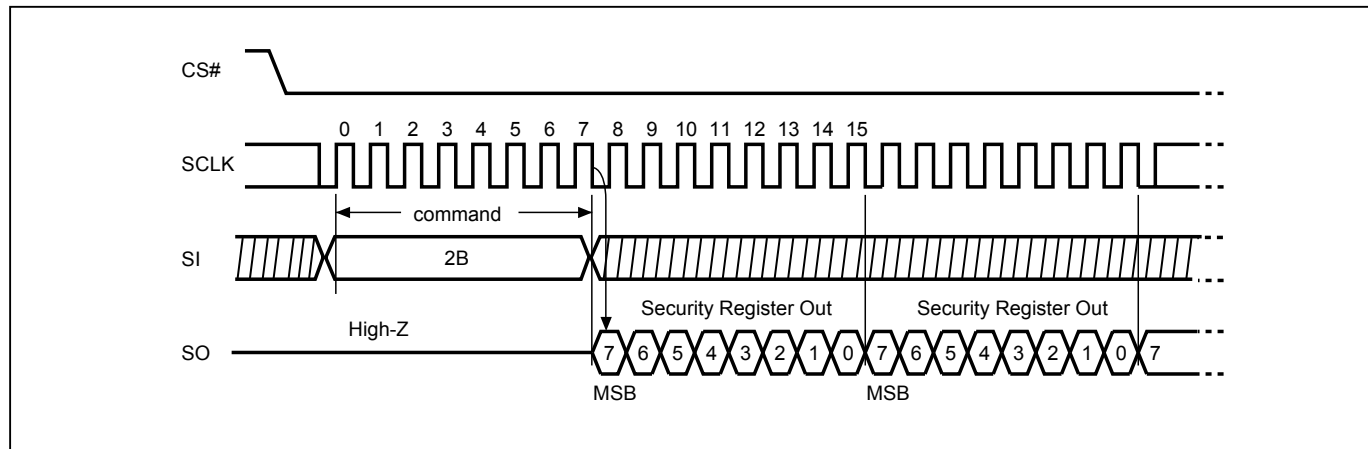 CS#
0 1 2 3 4 5 6 7 8 9 10 11 12 13 14 15
SCLK
command
SI
2B
Security Register Out Security Register Out
High-Z
SO
7 6 5 4 3 2 1 0 7 6 5 4 3 2 1 0 7
MSB MSB